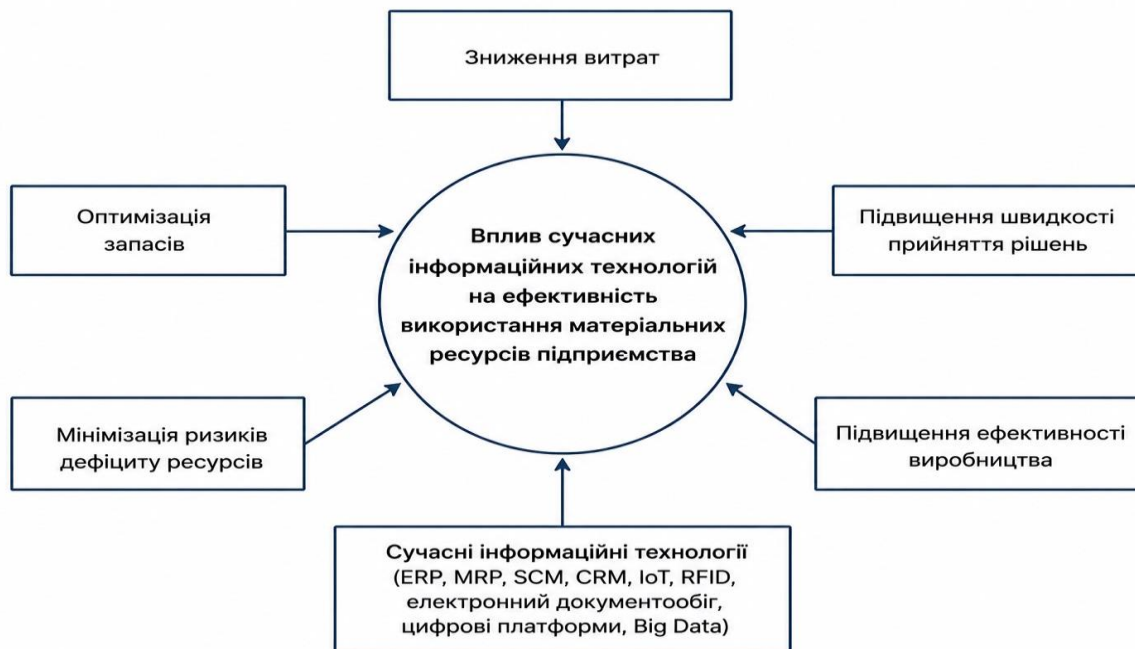 Зниження витрат
Оптимізація
запасів
Вплив сучасних
інформаційних технологій
на ефективність
використання матеріальних
ресурсів підприємства
Підвищення швидкості
прийняття рішень
Мінімізація ризиків
дефіциту ресурсів
Підвищення ефективності
виробництва
Сучасні інформаційні технології
(ERP, MRP, SCM, CRM, IoT, RFID,
електронний документообіг,
цифрові платформи, Big Data)